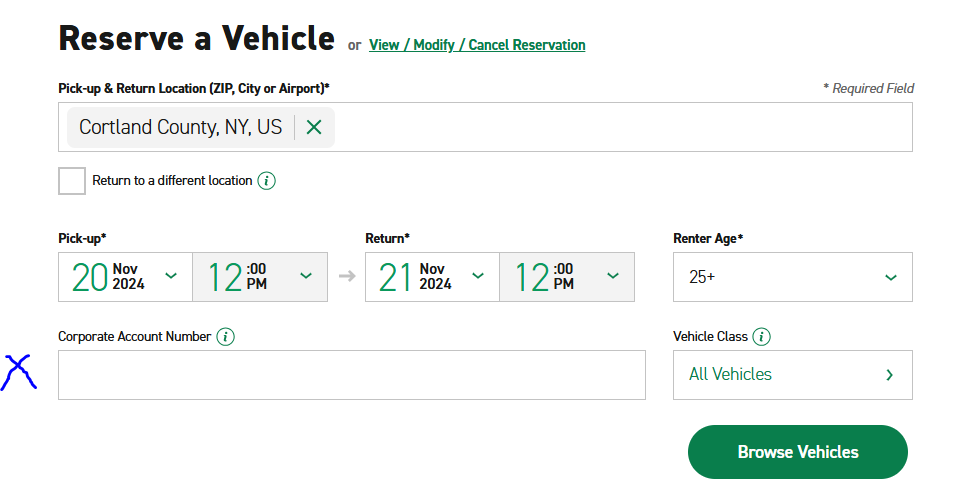 Reserve a Vehicle or View / Modify / Cancel Reservation
Pick-up & Return Location (ZIP, City or Airport)* * Required Field
Cortland County, NY, US
Return to a different location i
Pick-up* Return* Renter Age*
20 Nov 2024 12 :00 PM 21 Nov 2024 12 :00 PM 25+
Corporate Account Number i Vehicle Class i
X
All Vehicles
Browse Vehicles